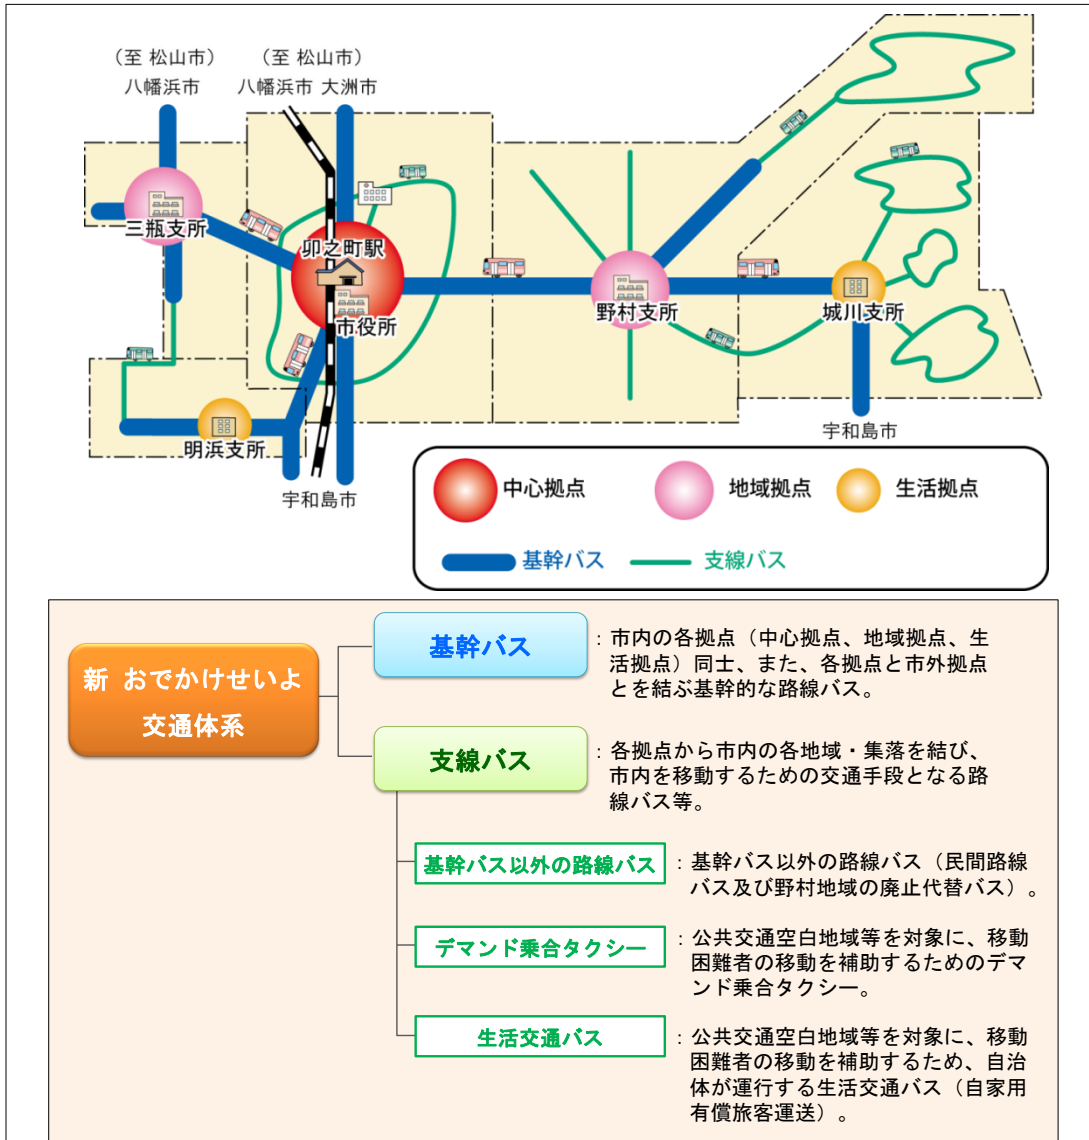 （至 松山市）
八幡浜市
（至 松山市）
八幡浜市 大洲市
三瓶支所
卯之町駅
市役所
野村支所
城川支所
明浜支所
宇和島市
宇和島市
中心拠点
地域拠点
生活拠点
基幹バス
支線バス
新 おでかけせいよ
交通体系
基幹バス
：市内の各拠点（中心拠点、地域拠点、生
活拠点）同士、また、各拠点と市外拠点
とを結ぶ基幹的な路線バス。
支線バス
：各拠点から市内の各地域・集落を結び、
市内を移動するための交通手段となる路
線バス等。
基幹バス以外の路線バス
：基幹バス以外の路線バス（民間路線
バス及び野村地域の廃止代替バス）。
デマンド乗合タクシー
：公共交通空白地域等を対象に、移動
困難者の移動を補助するためのデマ
ンド乗合タクシー。
生活交通バス
：公共交通空白地域等を対象に、移動
困難者の移動を補助するため、自治
体が運行する生活交通バス（自家用
有償旅客運送）。